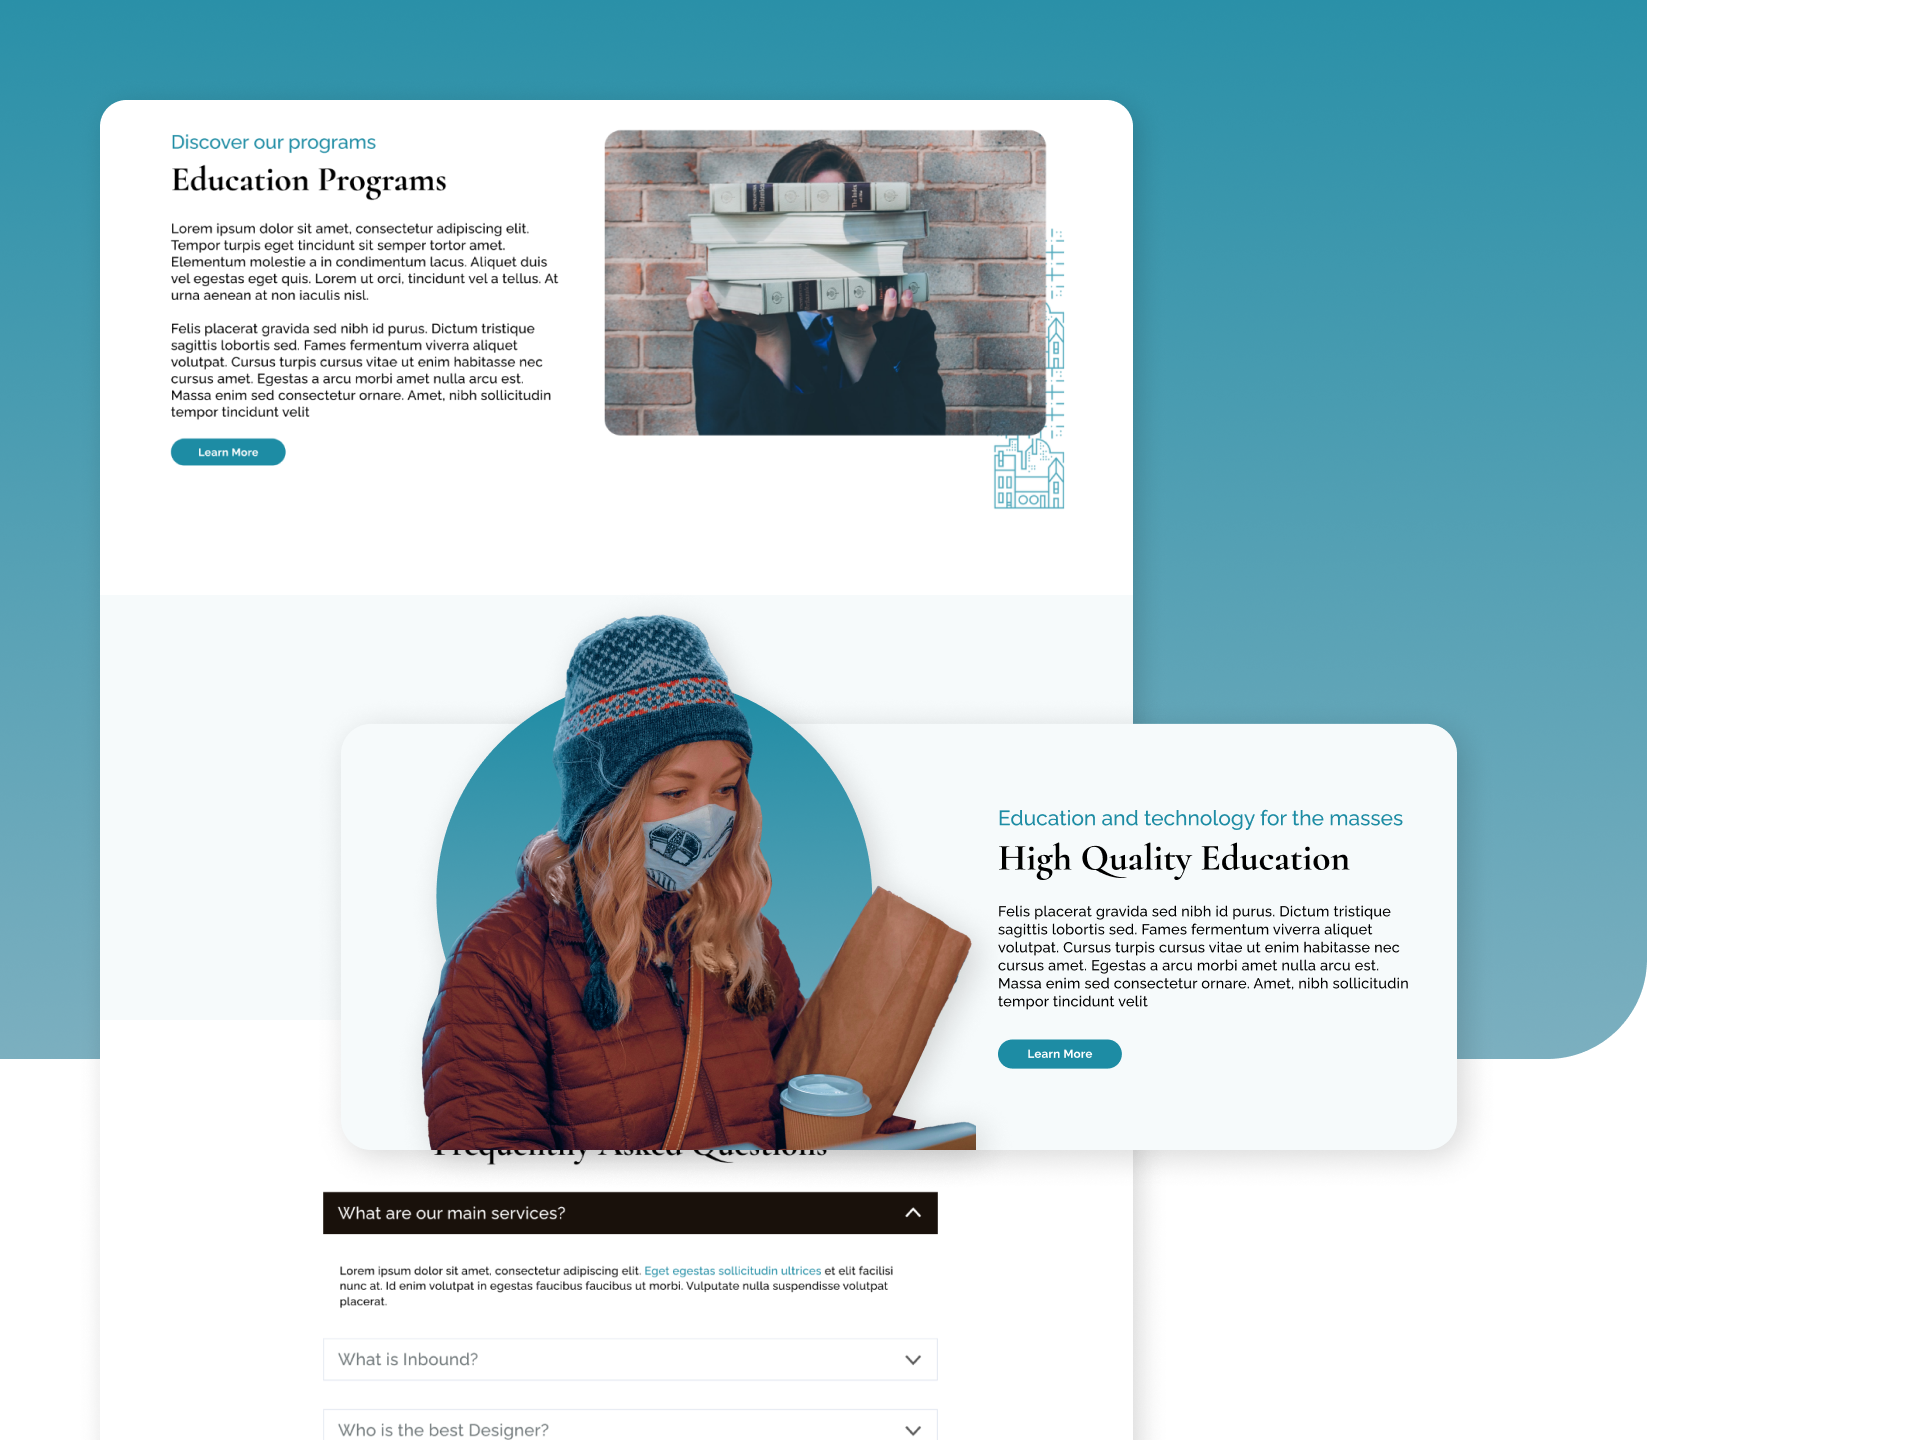 Discover our programs
Education Programs
Lorem ipsum dolor sit amet, consectetur adipiscing elit.
Tempor turpis eget tincidunt sit semper tortor amet.
Elementum molestie a in condimentum lacus. Aliquet duis
vel egestas eget quis. Lorem ut orci, tincidunt vel a tellus. At
urna aenean at non iaculis nisl.
Felis placerat gravida sed nibh id purus. Dictum tristique
sagittis lobortis sed. Fames fermentum viverra aliquet
volutpat. Cursus turpis cursus vitae ut enim habitasse nec
cursus amet. Egestas a arcu morbi amet nulla arcu est.
Massa enim sed consectetur ornare. Amet, nibh sollicitudin
tempor tincidunt velit
Learn More
Education and technology for the masses
High Quality Education
Felis placerat gravida sed nibh id purus. Dictum tristique
sagittis lobortis sed. Fames fermentum viverra aliquet
volutpat. Cursus turpis cursus vitae ut enim habitasse nec
cursus amet. Egestas a arcu morbi amet nulla arcu est.
Massa enim sed consectetur ornare. Amet, nibh sollicitudin
tempor tincidunt velit
Learn More
Frequently Asked Questions
What are our main services?
Lorem ipsum dolor sit amet, consectetur adipiscing elit. Eget egestas sollicitudin ultrices et elit facilisi
nunc at. Id enim volutpat in egestas faucibus faucibus ut morbi. Vulputate nulla suspendisse volutpat
placerat.
What is Inbound?
Who is the best Designer?